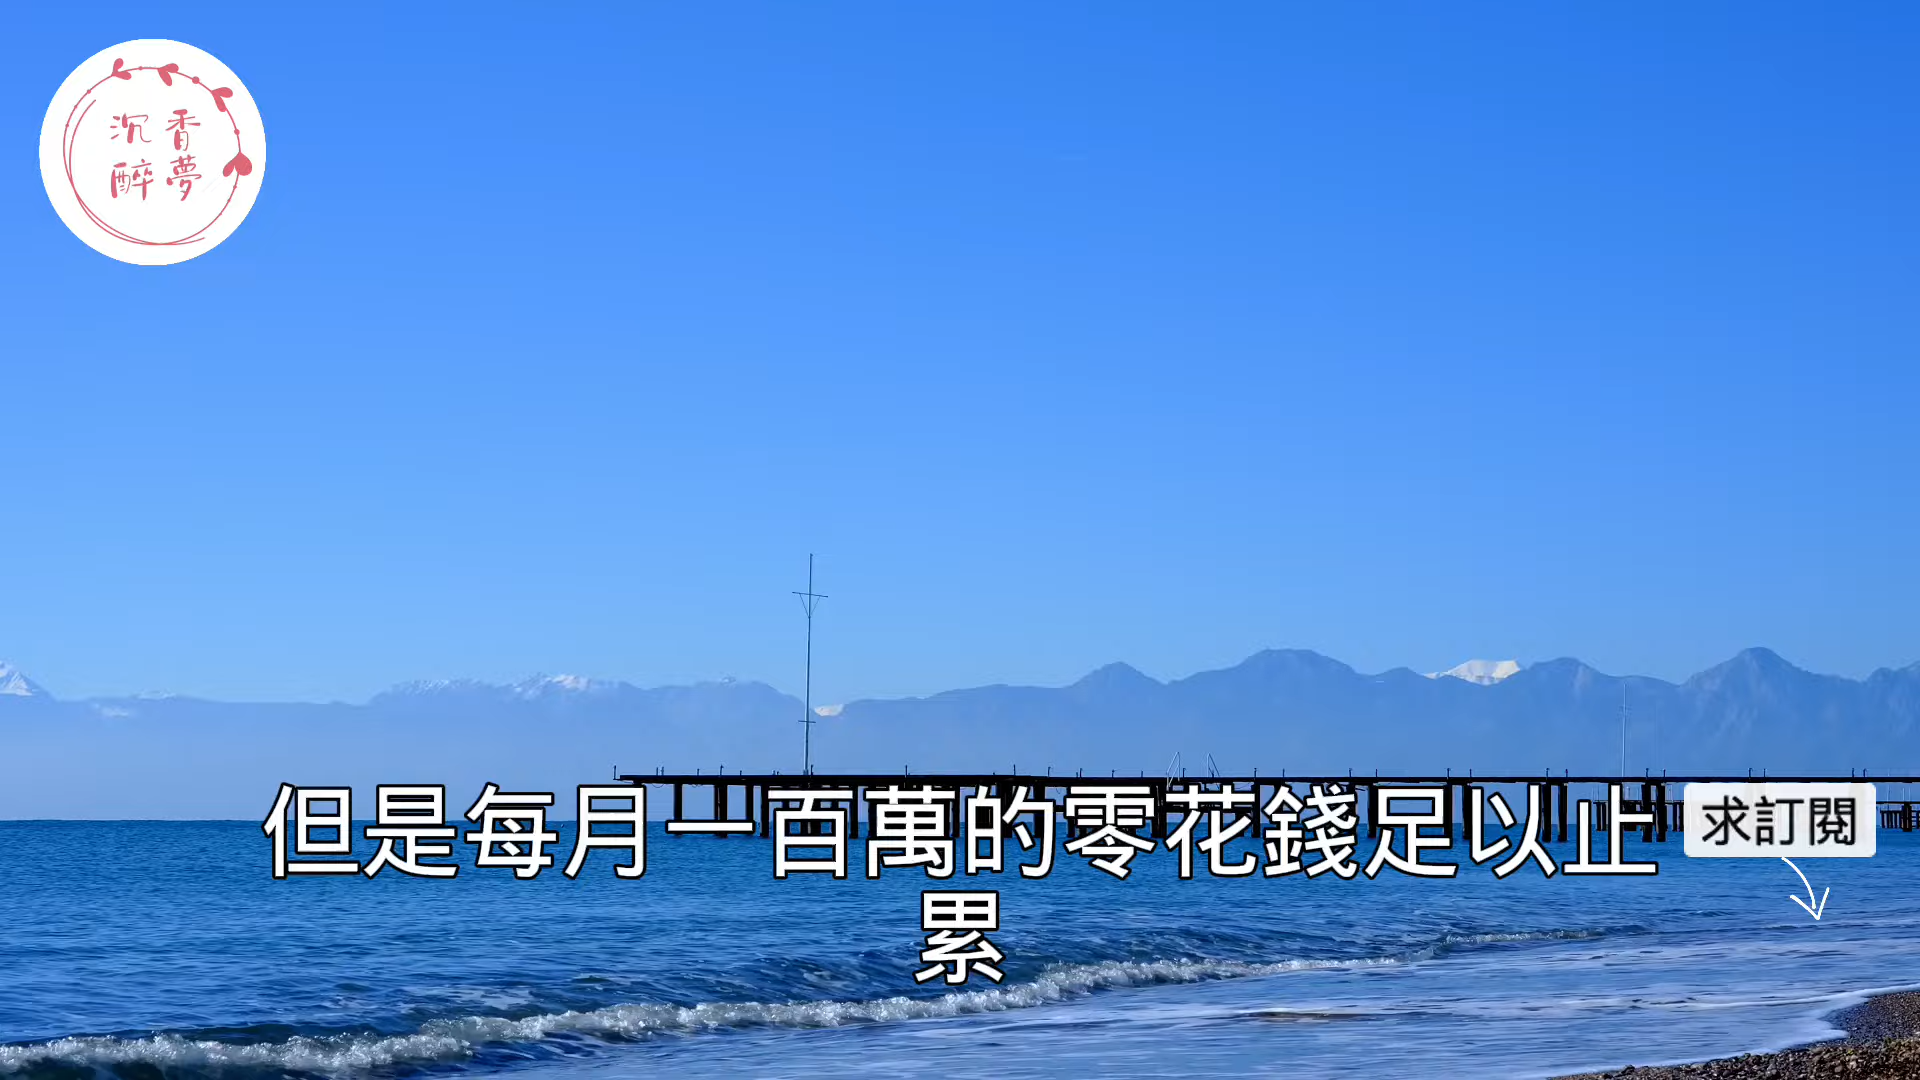 沉香
醉夢
但是每月一百萬的零花錢足以止
累
求訂閱